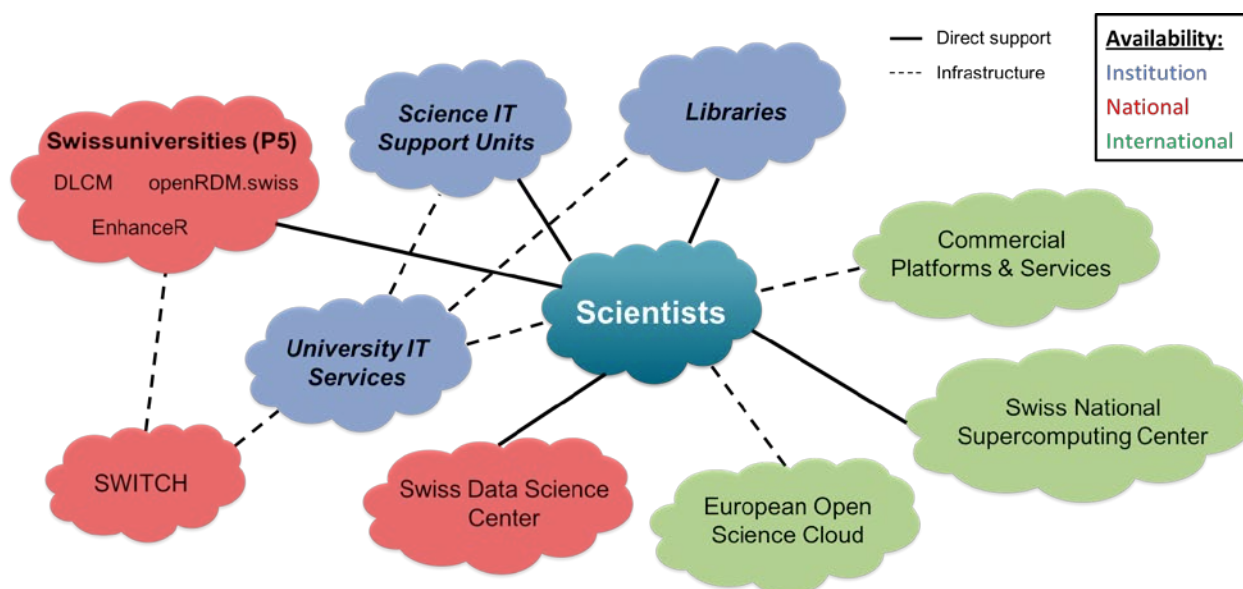 Direct support
Infrastructure
Availability:
Institution
National
International
Science IT
Support Units
Libraries
Swissuniversities (P5)
DLCM openRDM.swiss
EnhanceR
Commercial
Platforms & Services
Scientists
University IT
Services
Swiss National
Supercomputing Center
SWITCH
Swiss Data Science
Center
European Open
Science Cloud